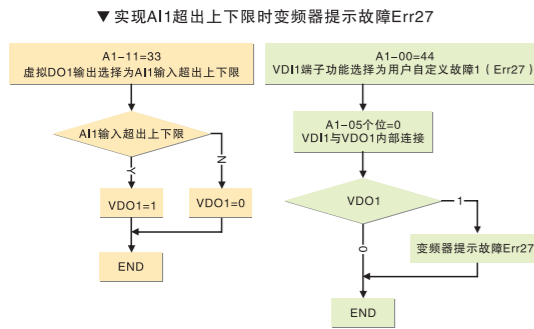 ▼实现AI1超出上下限时变频器提示故障Err27
A1-11=33
虚拟DO1输出选择为AI1输入超出上下限
AI1输入超出上下限
N
Y
VDO1=1
VDO1=0
END
A1-00=44
VDI1端子功能选择为用户自定义故障1（Err27）
A1-05个位=0
VDI1与VDO1内部连接
VDO1
1
0
变频器提示故障Err27
END